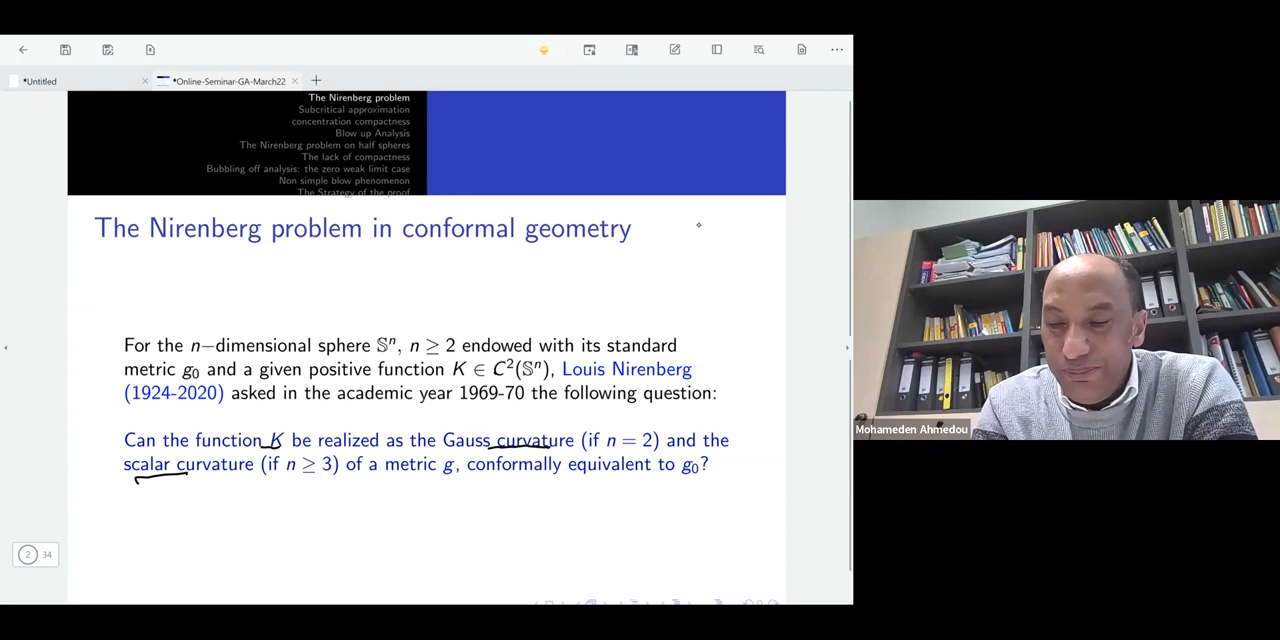 *Untitled
*Online-Seminar-GA-March22
The Nirenberg problem
Subcritical approximation
concentration compactness
Blow up Analysis
The Nirenberg problem on half spheres
The lack of compactness
Bubbling off analysis: the zero weak limit case
Non simple blow phenomenon
The Strategy of the proof
The Nirenberg problem in conformal geometry
For the n−dimensional sphere 𝕊ⁿ, n ≥ 2 endowed with its standard
metric g₀ and a given positive function K ∈ C²(𝕊ⁿ), Louis Nirenberg
(1924-2020) asked in the academic year 1969-70 the following question:
Can the function K be realized as the Gauss curvature (if n = 2) and the
scalar curvature (if n ≥ 3) of a metric g, conformally equivalent to g₀?
2 34
Mohameden Ahmedou